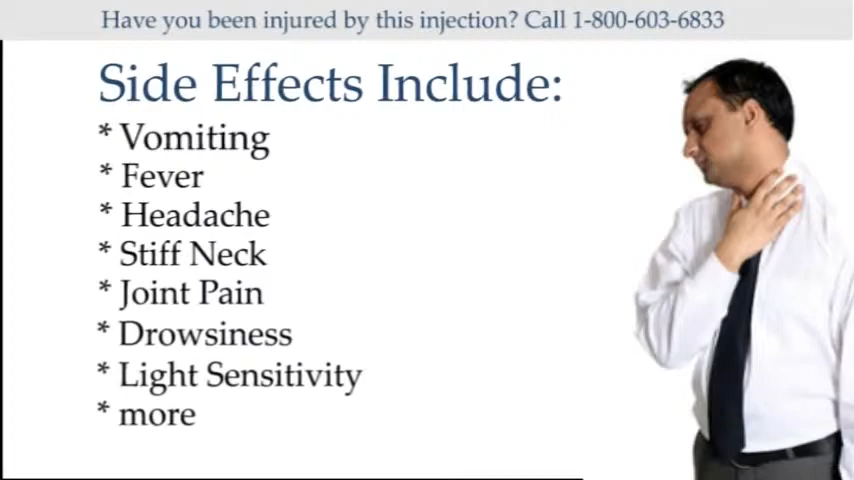 Have you been injured by this injection? Call 1-800-603-6833
Side Effects Include:
* Vomiting
* Fever
* Headache
* Stiff Neck
* Joint Pain
* Drowsiness
* Light Sensitivity
* more